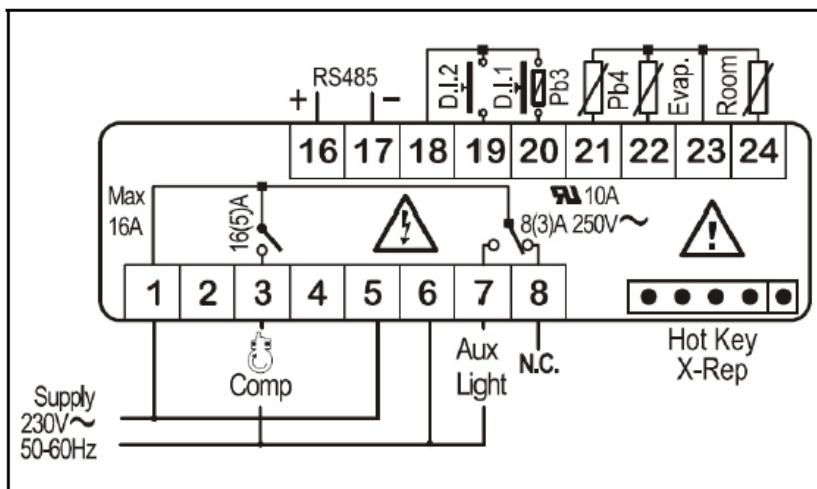 RS485
+ −
D.I.2
D.I.1
Pb3
Pb4
Evap.
Room
16 17 18 19 20 21 22 23 24
Max
16A
16(5)A
10A
8(3)A 250V~
1 2 3 4 5 6 7 8
Comp
Aux
Light
N.C.
Hot Key
X-Rep
Supply
230V~
50-60Hz